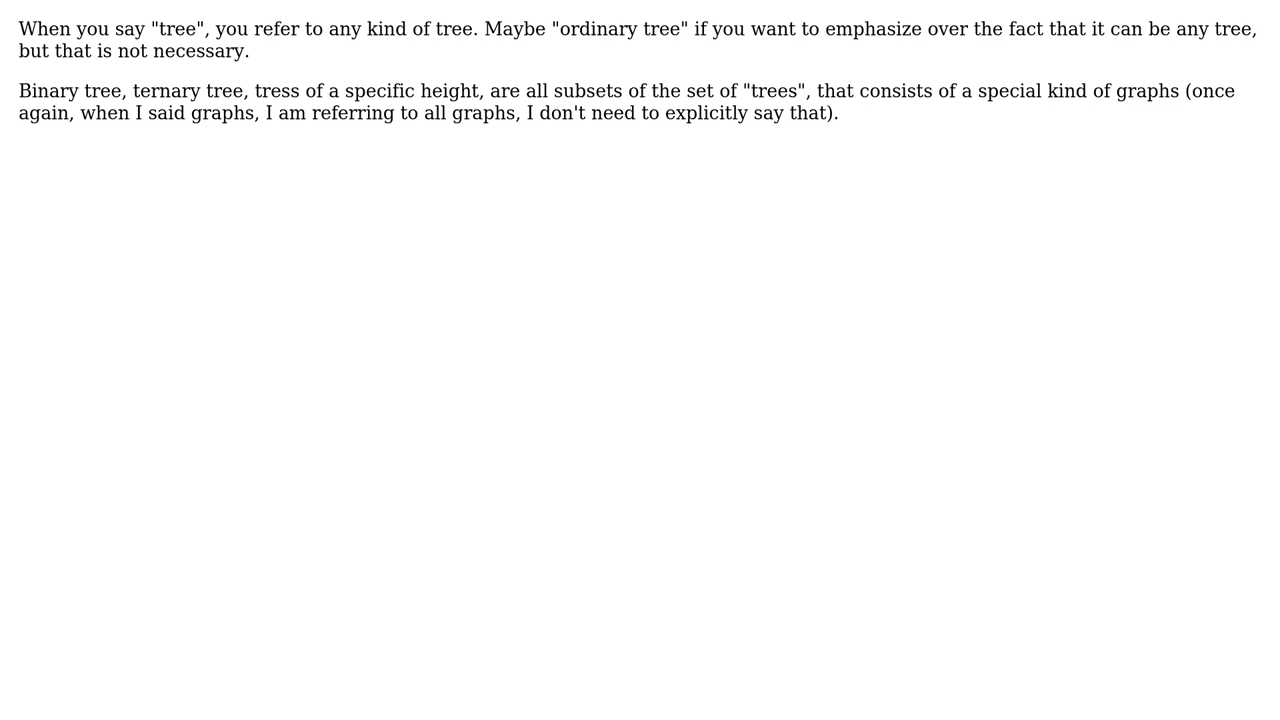 When you say "tree", you refer to any kind of tree. Maybe "ordinary tree" if you want to emphasize over the fact that it can be any tree,
but that is not necessary.
Binary tree, ternary tree, tress of a specific height, are all subsets of the set of "trees", that consists of a special kind of graphs (once
again, when I said graphs, I am referring to all graphs, I don't need to explicitly say that).